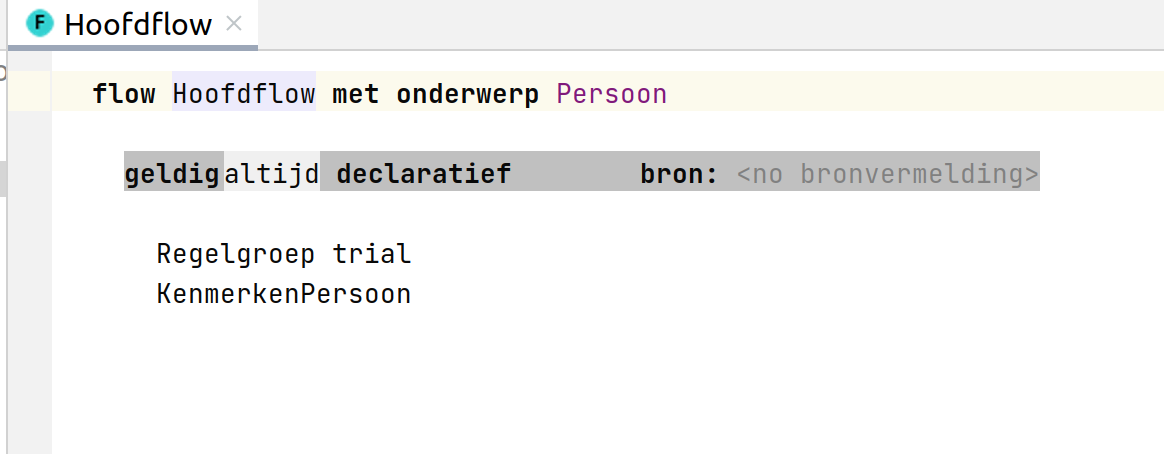 F Hoofdflow
flow Hoofdflow met onderwerp Persoon
geldig altijd declaratief bron: <no bronvermelding>
Regelgroep trial
KenmerkenPersoon